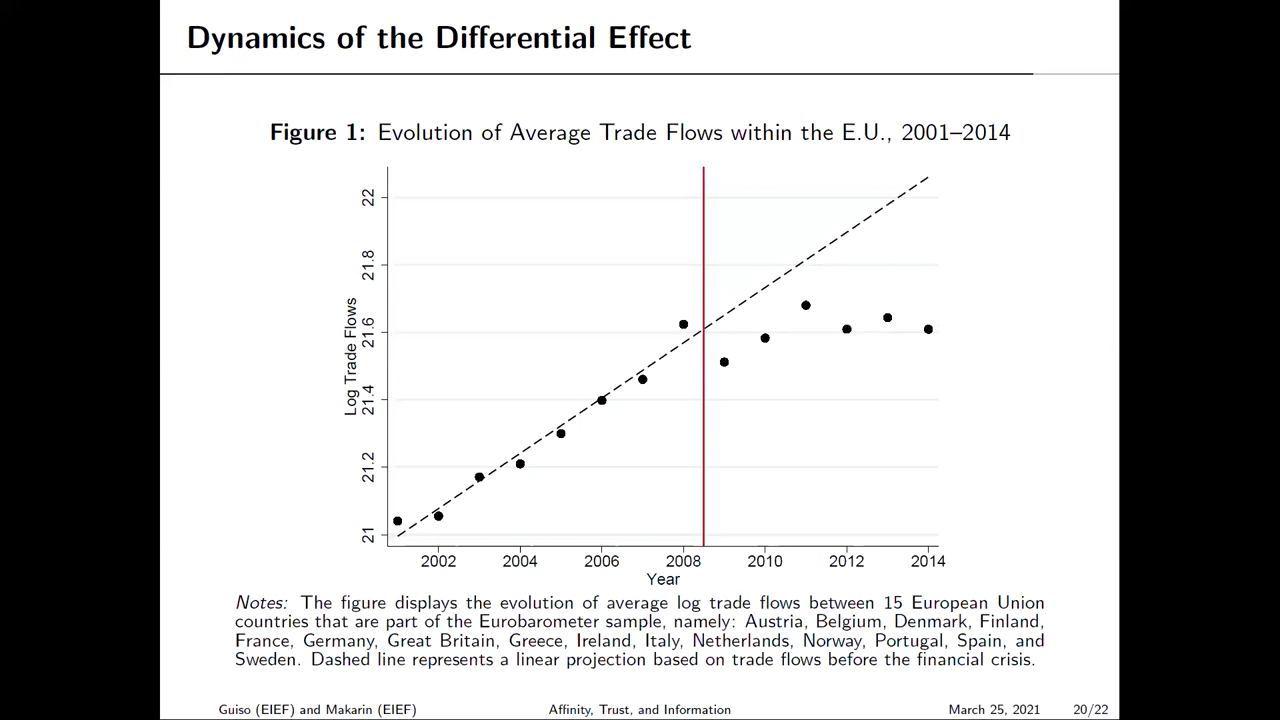 Dynamics of the Differential Effect
Figure 1: Evolution of Average Trade Flows within the E.U., 2001–2014
Log Trade Flows
22
21.8
21.6
21.4
21.2
21
2002 2004 2006 2008 2010 2012 2014
Year
Notes: The figure displays the evolution of average log trade flows between 15 European Union
countries that are part of the Eurobarometer sample, namely: Austria, Belgium, Denmark, Finland,
France, Germany, Great Britain, Greece, Ireland, Italy, Netherlands, Norway, Portugal, Spain, and
Sweden. Dashed line represents a linear projection based on trade flows before the financial crisis.
Guiso (EIEF) and Makarin (EIEF) Affinity, Trust, and Information March 25, 2021 20/22